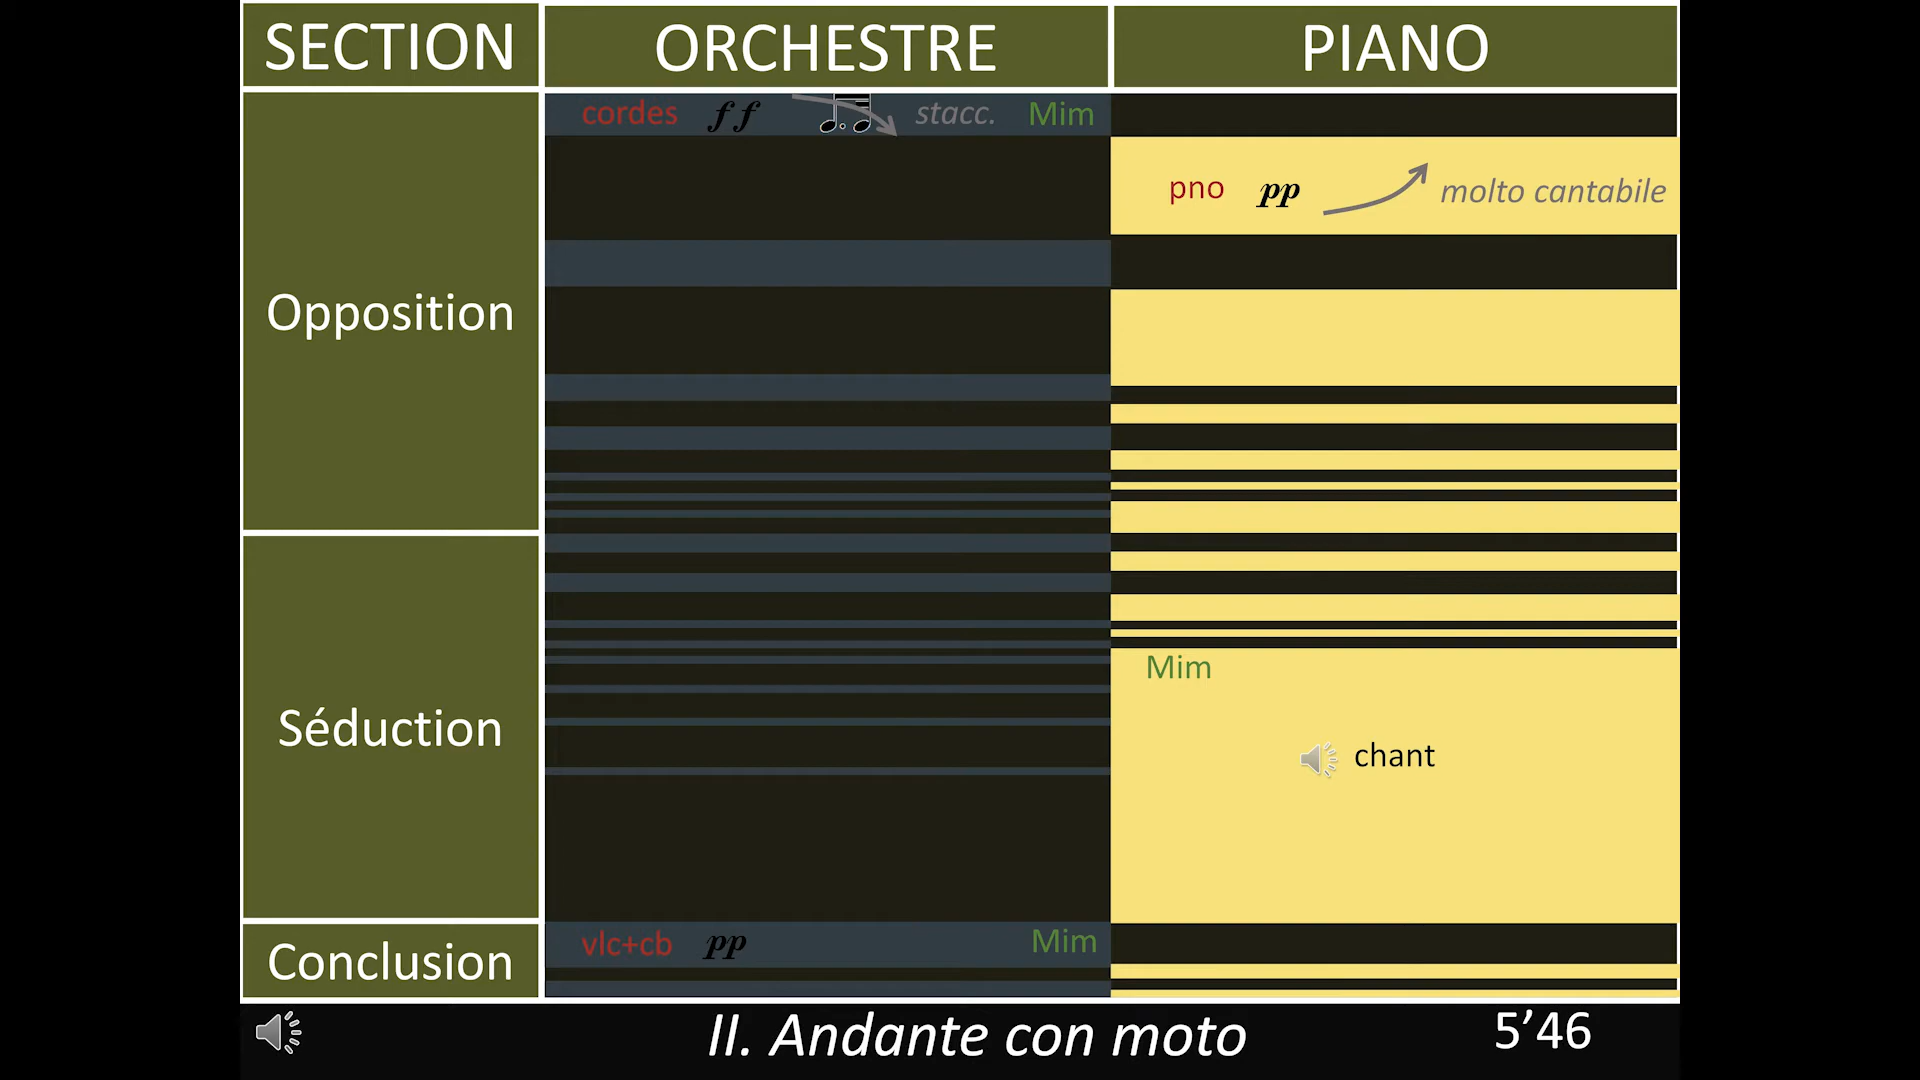 SECTION ORCHESTRE PIANO
cordes ff stacc. Mim
pno pp molto cantabile
Opposition
Mim
Séduction
chant
vlc+cb pp Mim
Conclusion
II. Andante con moto 5’46